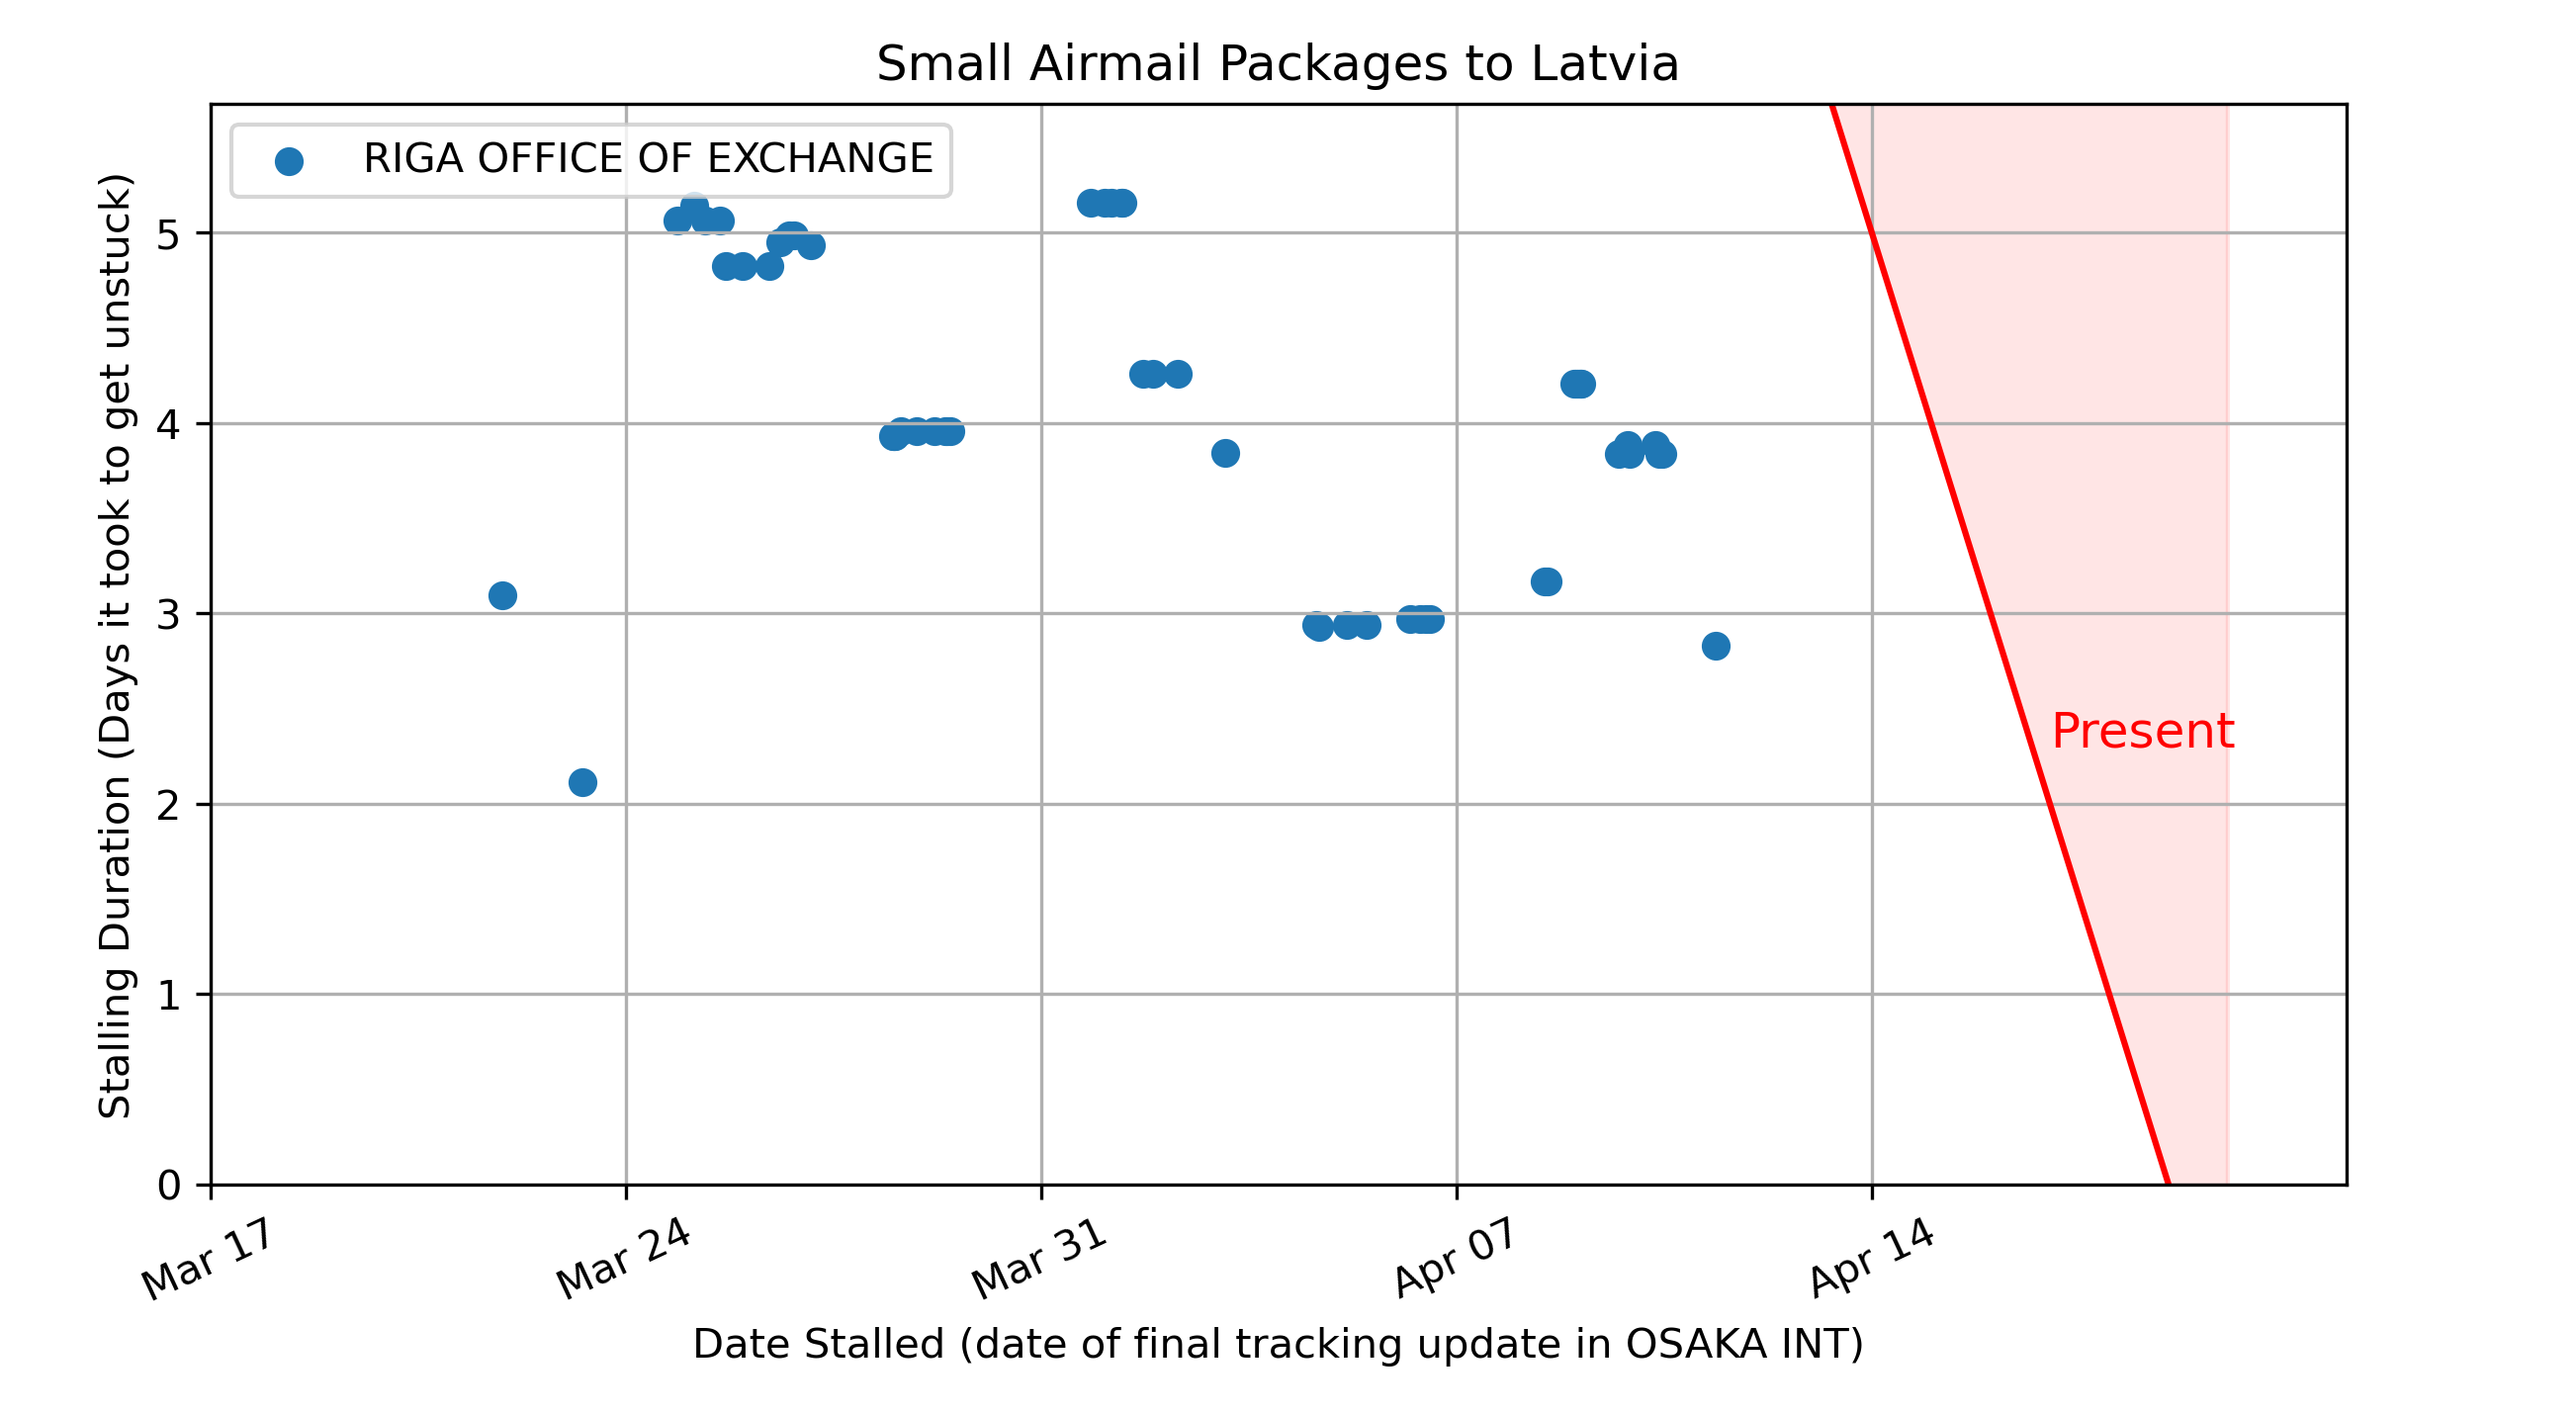 Small Airmail Packages to Latvia
RIGA OFFICE OF EXCHANGE
Stalling Duration (Days it took to get unstuck)
5
4
3
2
1
0
Present
Mar 17
Mar 24
Mar 31
Apr 07
Apr 14
Date Stalled (date of final tracking update in OSAKA INT)